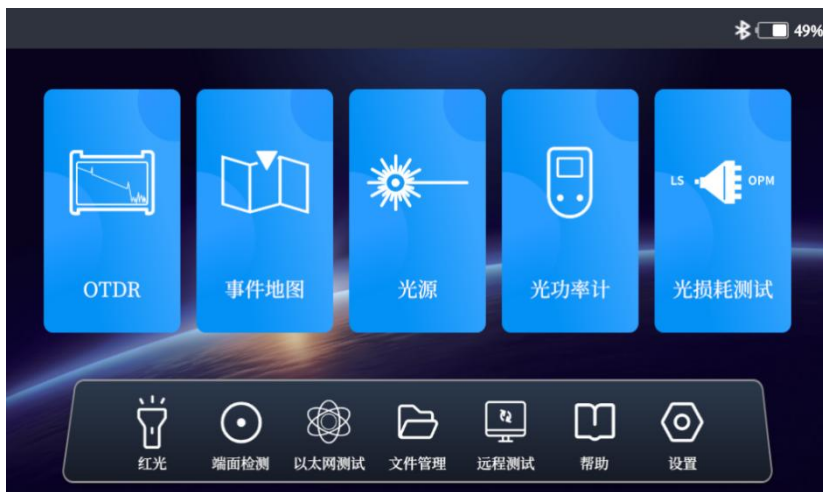 49%
LS
OPM
OTDR
事件地图
光源
光功率计
光损耗测试
红光
端面检测
以太网测试
文件管理
远程测试
帮助
设置